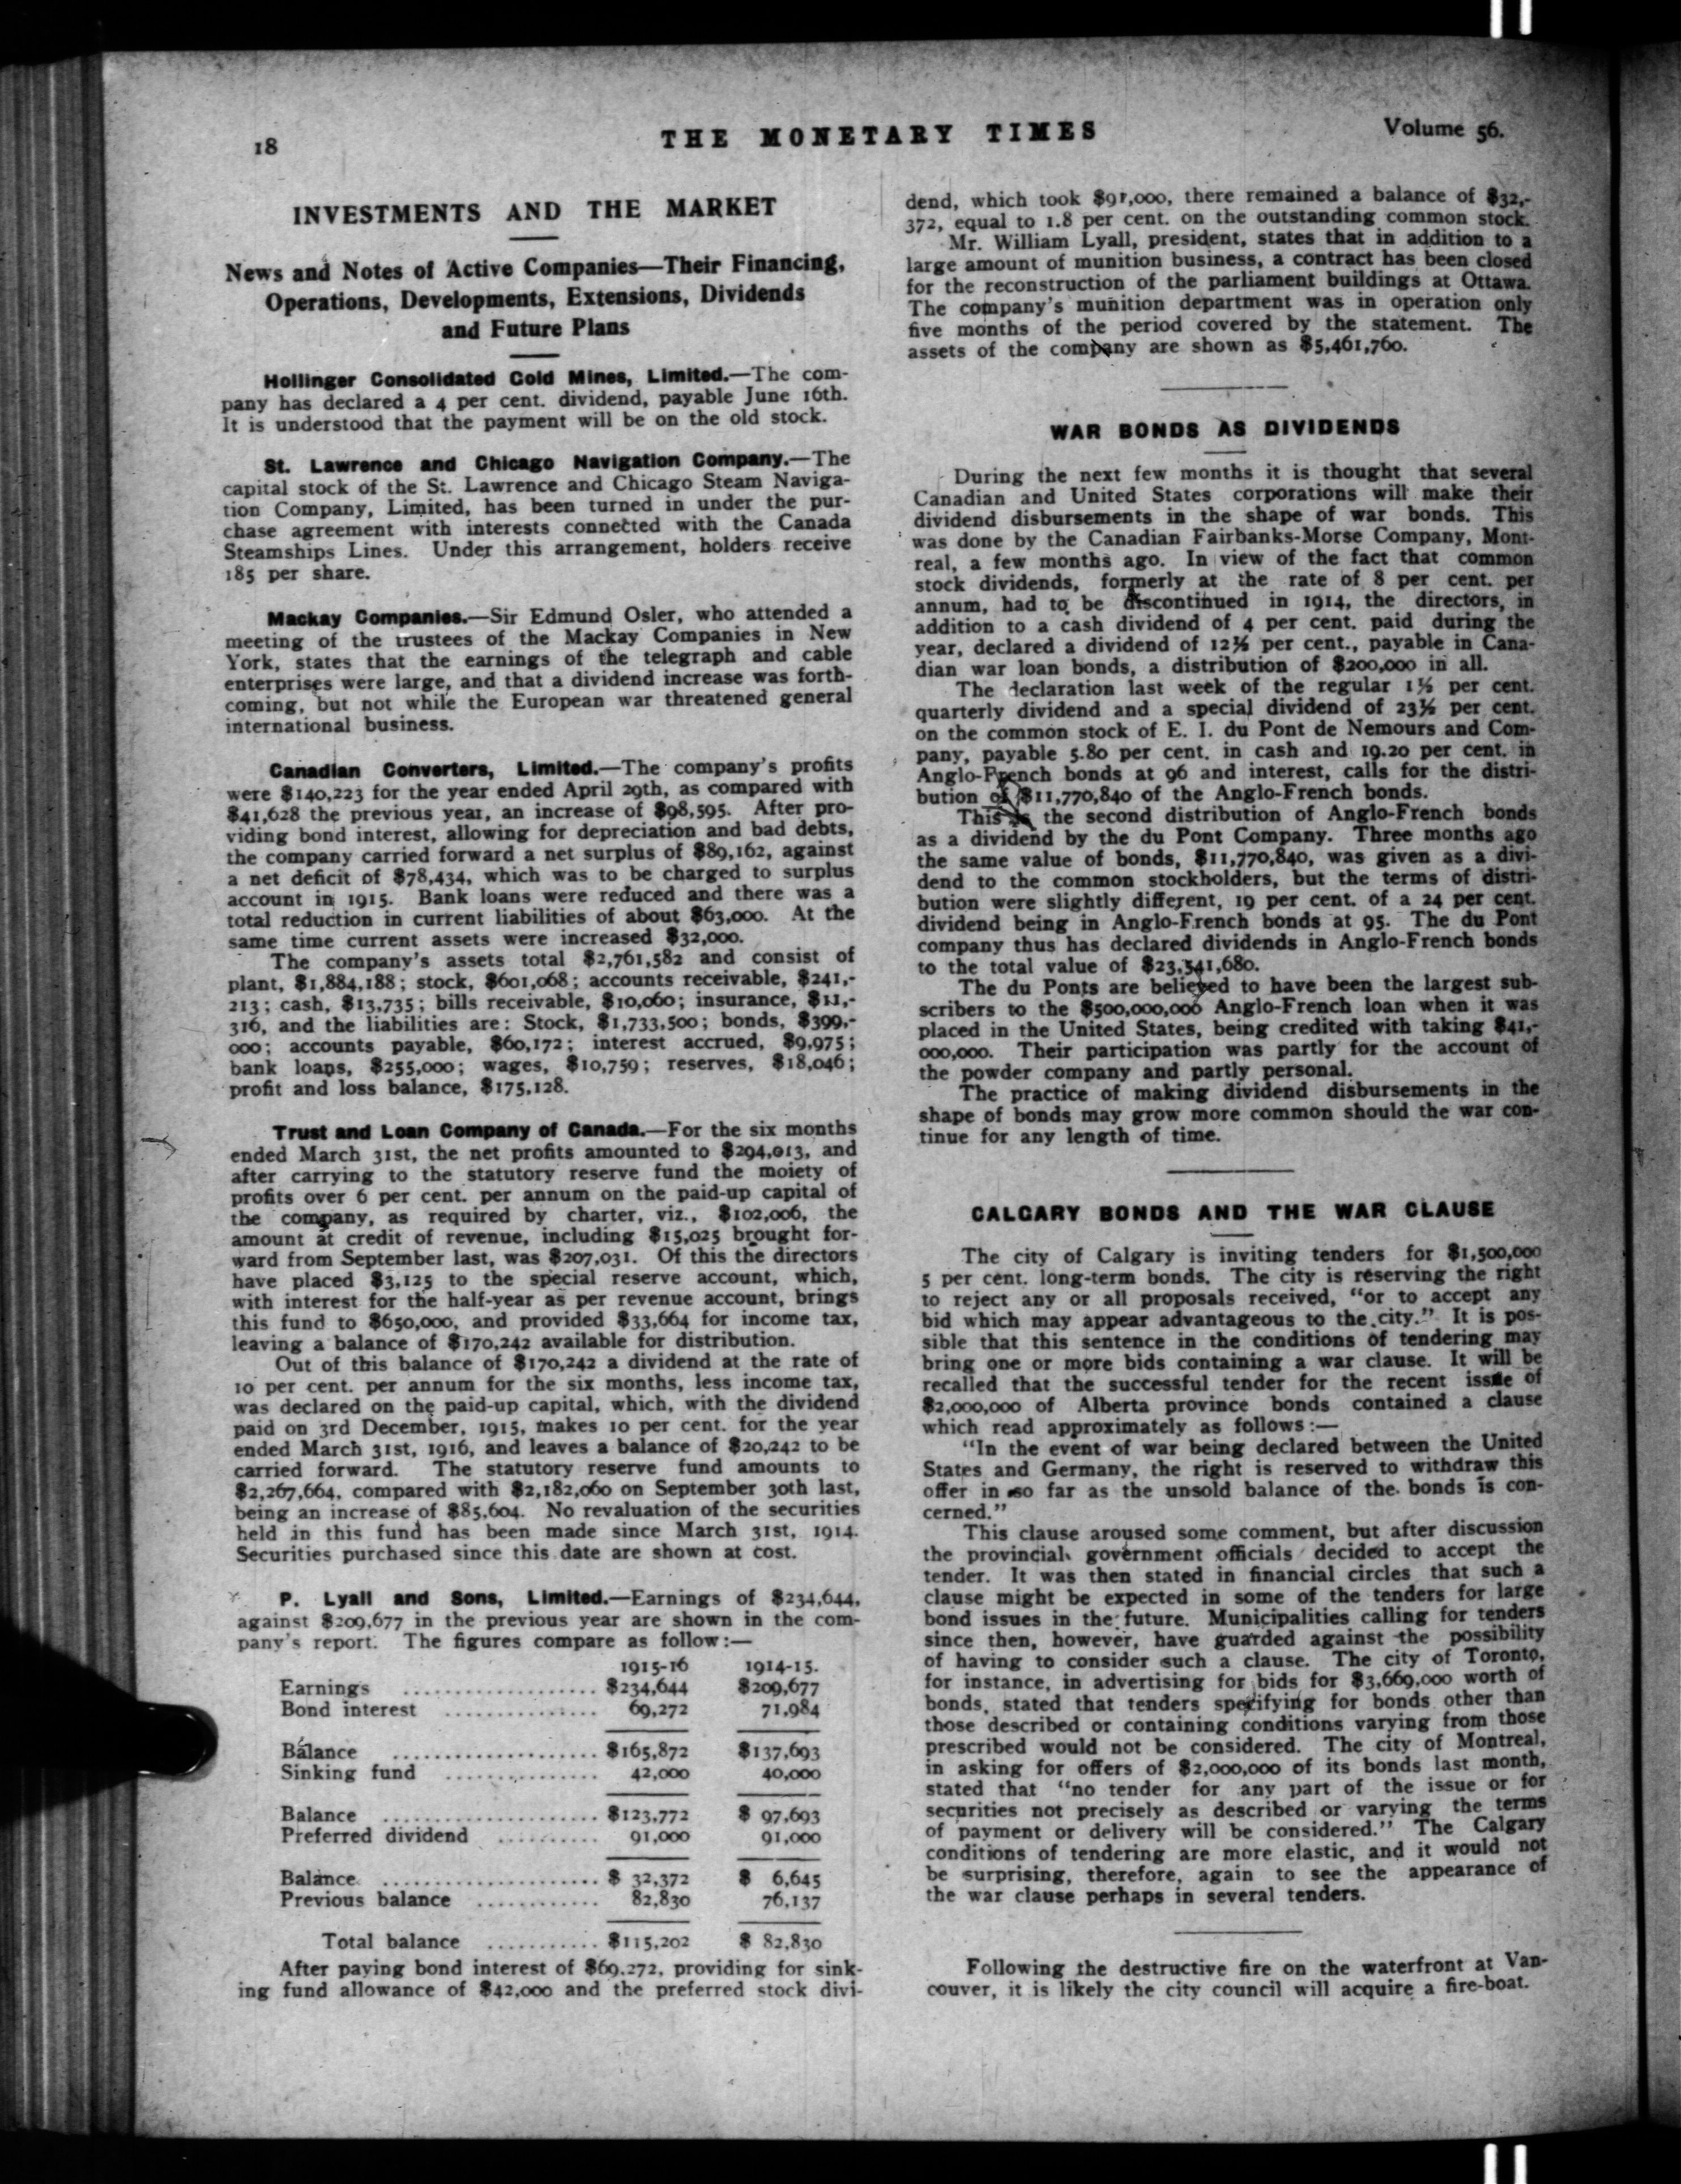 18
THE MONETARY TIMES
Volume 56.
INVESTMENTS AND THE MARKET
News and Notes of Active Companies—Their Financing,
Operations, Developments, Extensions, Dividends
and Future Plans
Hollinger Consolidated Gold Mines, Limited.—The com-
pany has declared a 4 per cent. dividend, payable June 16th.
It is understood that the payment will be on the old stock.
St. Lawrence and Chicago Navigation Company.—The
capital stock of the St. Lawrence and Chicago Steam Naviga-
tion Company, Limited, has been turned in under the pur-
chase agreement with interests connected with the Canada
Steamships Lines. Under this arrangement, holders receive
185 per share.
Mackay Companies.—Sir Edmund Osler, who attended a
meeting of the trustees of the Mackay Companies in New
York, states that the earnings of the telegraph and cable
enterprises were large, and that a dividend increase was forth-
coming, but not while the European war threatened general
international business.
Canadian Converters, Limited.—The company's profits
were $140,223 for the year ended April 29th, as compared with
$41,628 the previous year, an increase of $98,595. After pro-
viding bond interest, allowing for depreciation and bad debts,
the company carried forward a net surplus of $89,162, against
a net deficit of $78,434, which was to be charged to surplus
account in 1915. Bank loans were reduced and there was a
total reduction in current liabilities of about $63,000. At the
same time current assets were increased $32,000.
The company's assets total $2,761,582 and consist of
plant, $1,884,188; stock, $601,068; accounts receivable, $241,-
213; cash, $13,735; bills receivable, $10,060; insurance, $11,-
316, and the liabilities are: Stock, $1,733,500; bonds, $399,-
000; accounts payable, $60,172; interest accrued, $9,975;
bank loans, $255,000; wages, $10,759; reserves, $18,046;
profit and loss balance, $175,128.
Trust and Loan Company of Canada.—For the six months
ended March 31st, the net profits amounted to $294,013, and
after carrying to the statutory reserve fund the moiety of
profits over 6 per cent. per annum on the paid-up capital of
the company, as required by charter, viz., $102,006, the
amount at credit of revenue, including $15,025 brought for-
ward from September last, was $207,031. Of this the directors
have placed $3,125 to the special reserve account, which,
with interest for the half-year as per revenue account, brings
this fund to $650,000, and provided $33,664 for income tax,
leaving a balance of $170,242 available for distribution.
Out of this balance of $170,242 a dividend at the rate of
10 per cent. per annum for the six months, less income tax,
was declared on the paid-up capital, which, with the dividend
paid on 3rd December, 1915, makes 10 per cent. for the year
ended March 31st, 1916, and leaves a balance of $20,242 to be
carried forward. The statutory reserve fund amounts to
$2,267,664, compared with $2,182,060 on September 30th last,
being an increase of $85,604. No revaluation of the securities
held in this fund has been made since March 31st, 1914.
Securities purchased since this date are shown at cost.
P. Lyall and Sons, Limited.—Earnings of $234,644,
against $209,677 in the previous year are shown in the com-
pany's report. The figures compare as follow:—
1915-16 1914-15.
Earnings .................. $234,644 $209,677
Bond interest .............. 69,272 71,984
Balance .................... $165,872 $137,693
Sinking fund ............... 42,000 40,000
Balance .................... $123,772 $ 97,693
Preferred dividend .......... 91,000 91,000
Balance .................... $ 32,372 $ 6,645
Previous balance ............ 82,830 76,137
Total balance ........... $115,202 $ 82,830
After paying bond interest of $69,272, providing for sink-
ing fund allowance of $42,000 and the preferred stock divi-
dend, which took $91,000, there remained a balance of $32,-
372, equal to 1.8 per cent. on the outstanding common stock.
Mr. William Lyall, president, states that in addition to a
large amount of munition business, a contract has been closed
for the reconstruction of the parliament buildings at Ottawa.
The company's munition department was in operation only
five months of the period covered by the statement. The
assets of the company are shown as $5,461,760.
WAR BONDS AS DIVIDENDS
During the next few months it is thought that several
Canadian and United States corporations will make their
dividend disbursements in the shape of war bonds. This
was done by the Canadian Fairbanks-Morse Company, Mont-
real, a few months ago. In view of the fact that common
stock dividends, formerly at the rate of 8 per cent. per
annum, had to be discontinued in 1914, the directors, in
addition to a cash dividend of 4 per cent. paid during the
year, declared a dividend of 12½ per cent., payable in Cana-
dian war loan bonds, a distribution of $200,000 in all.
The declaration last week of the regular 1½ per cent.
quarterly dividend and a special dividend of 23½ per cent.
on the common stock of E. I. du Pont de Nemours and Com-
pany, payable 5.80 per cent. in cash and 19.20 per cent. in
Anglo-French bonds at 96 and interest, calls for the distri-
bution of $11,770,840 of the Anglo-French bonds.
This is the second distribution of Anglo-French bonds
as a dividend by the du Pont Company. Three months ago
the same value of bonds, $11,770,840, was given as a divi-
dend to the common stockholders, but the terms of distri-
bution were slightly different, 19 per cent. of a 24 per cent.
dividend being in Anglo-French bonds at 95. The du Pont
company thus has declared dividends in Anglo-French bonds
to the total value of $23,541,680.
The du Ponts are believed to have been the largest sub-
scribers to the $500,000,000 Anglo-French loan when it was
placed in the United States, being credited with taking $41,-
000,000. Their participation was partly for the account of
the powder company and partly personal.
The practice of making dividend disbursements in the
shape of bonds may grow more common should the war con-
tinue for any length of time.
CALGARY BONDS AND THE WAR CLAUSE
The city of Calgary is inviting tenders for $1,500,000
5 per cent. long-term bonds. The city is reserving the right
to reject any or all proposals received, "or to accept any
bid which may appear advantageous to the city." It is pos-
sible that this sentence in the conditions of tendering may
bring one or more bids containing a war clause. It will be
recalled that the successful tender for the recent issue of
$2,000,000 of Alberta province bonds contained a clause
which read approximately as follows:—
"In the event of war being declared between the United
States and Germany, the right is reserved to withdraw this
offer in so far as the unsold balance of the bonds is con-
cerned."
This clause aroused some comment, but after discussion
the provincial government officials decided to accept the
tender. It was then stated in financial circles that such a
clause might be expected in some of the tenders for large
bond issues in the future. Municipalities calling for tenders
since then, however, have guarded against the possibility
of having to consider such a clause. The city of Toronto,
for instance, in advertising for bids for $3,669,000 worth of
bonds, stated that tenders specifying for bonds other than
those described or containing conditions varying from those
prescribed would not be considered. The city of Montreal,
in asking for offers of $2,000,000 of its bonds last month,
stated that "no tender for any part of the issue or for
securities not precisely as described or varying the terms
of payment or delivery will be considered." The Calgary
conditions of tendering are more elastic, and it would not
be surprising, therefore, again to see the appearance of
the war clause perhaps in several tenders.
Following the destructive fire on the waterfront at Van-
couver, it is likely the city council will acquire a fire-boat.